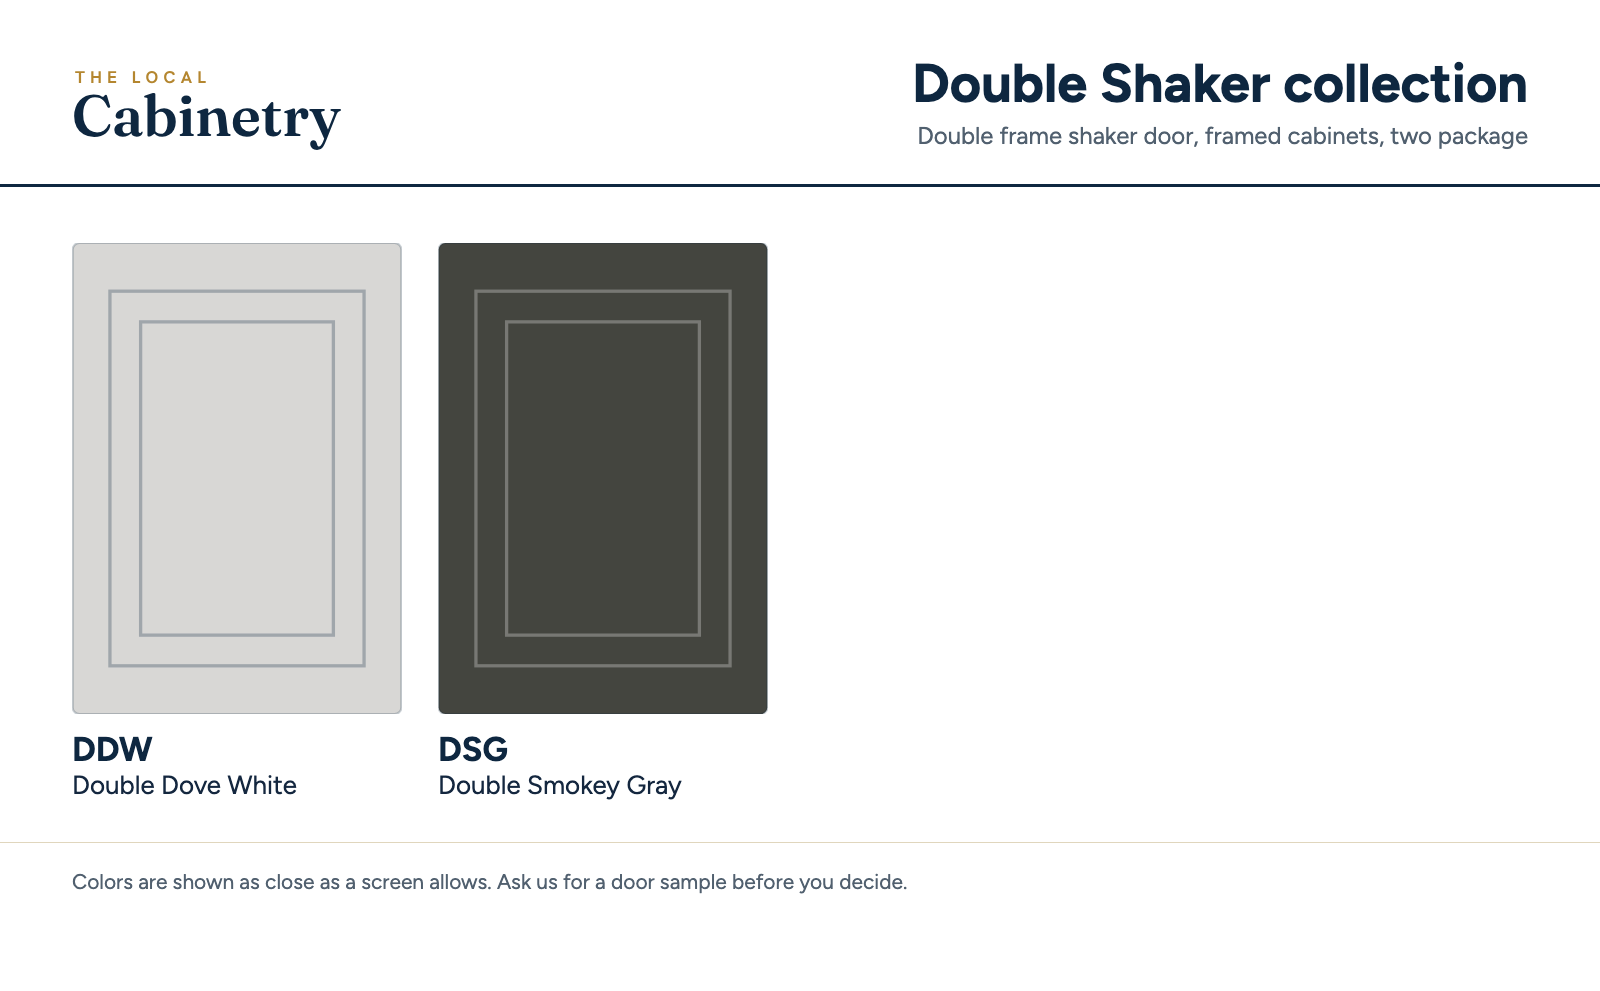 THE LOCAL
Cabinetry
Double Shaker collection
Double frame shaker door, framed cabinets, two package
DDW
Double Dove White
DSG
Double Smokey Gray
Colors are shown as close as a screen allows. Ask us for a door sample before you decide.